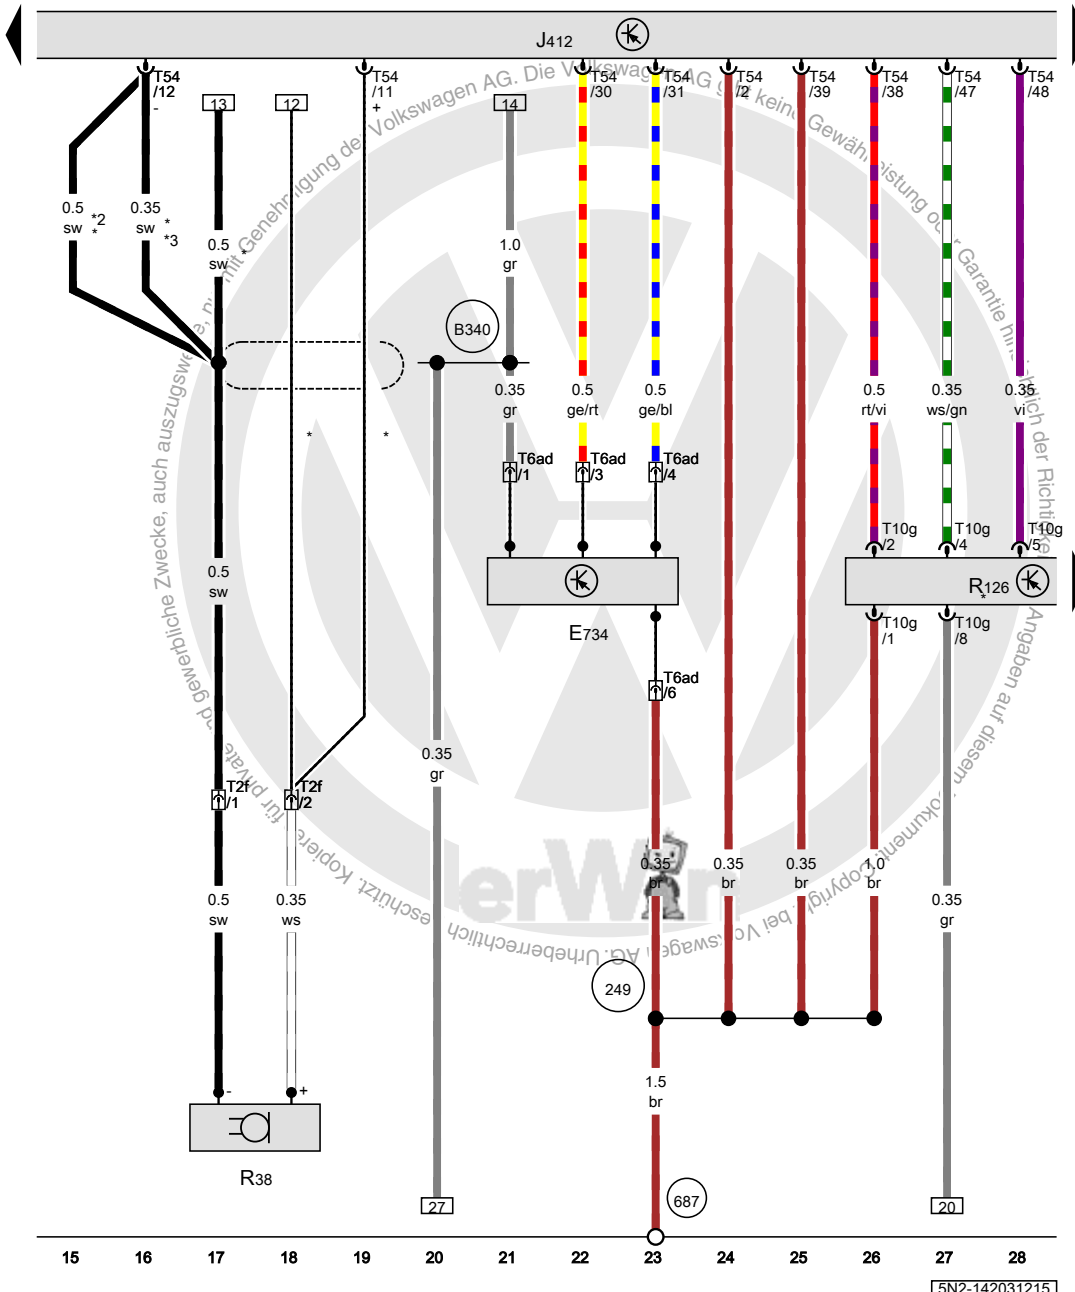 J412
T54
/12
-
T54
/11
+
T54
/30
T54
/31
T54
/2
T54
/39
T54
/38
T54
/47
T54
/48
13
12
14
0.5
sw
*2
*
0.35
sw
*
*3
0.5
sw
*
1.0
gr
B340
0.35
gr
0.5
ge/rt
0.5
ge/bl
0.5
rt/vi
0.35
ws/gn
0.35
vi
*
*
T6ad
/1
T6ad
/3
T6ad
/4
T10g
/2
T10g
/4
T10g
/5
0.5
sw
E734
R126
*
T10g
/1
T10g
/8
T6ad
/6
0.35
gr
T2f
/1
T2f
/2
0.35
br
0.35
br
0.35
br
1.0
br
0.5
sw
0.35
ws
0.35
gr
249
1.5
br
-
+
R38
27
687
20
15 16 17 18 19 20 21 22 23 24 25 26 27 28
5N2-142031215
erWin